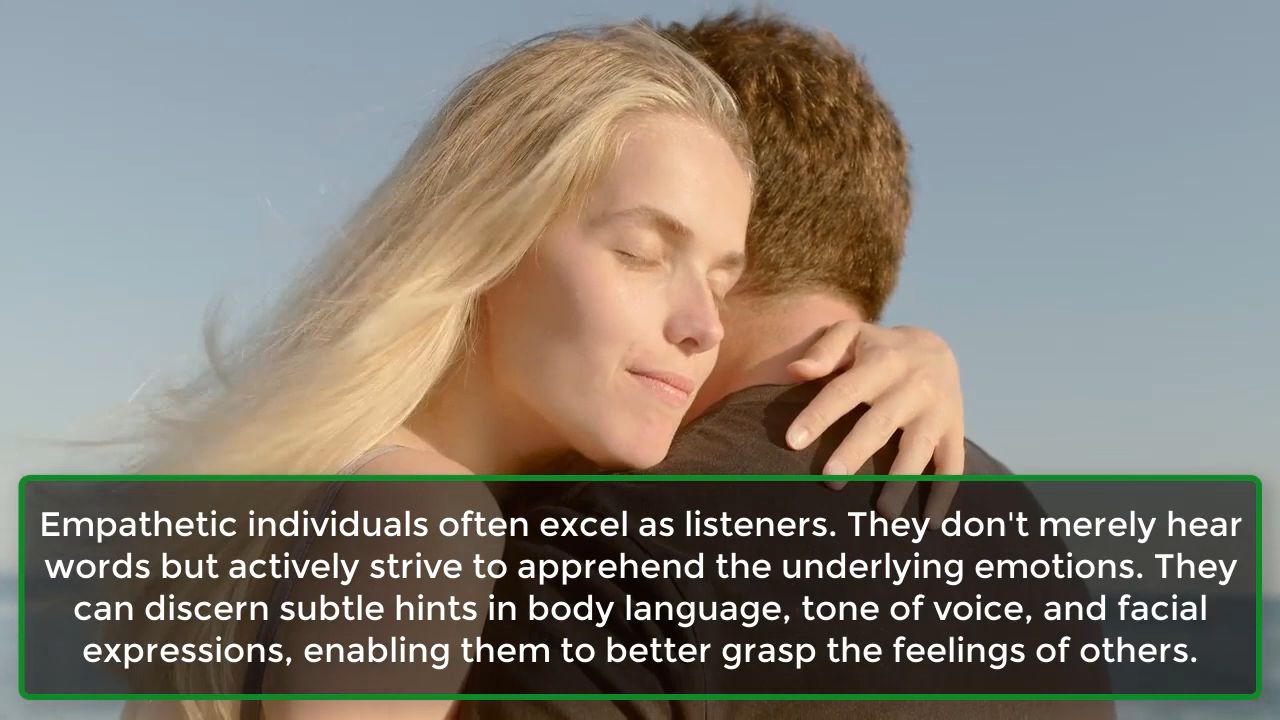 Empathetic individuals often excel as listeners. They don't merely hear
words but actively strive to apprehend the underlying emotions. They
can discern subtle hints in body language, tone of voice, and facial
expressions, enabling them to better grasp the feelings of others.